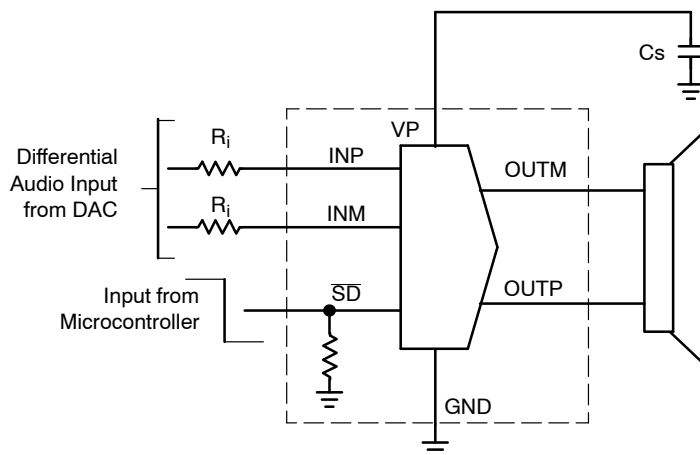 Cs
VP
Differential
Audio Input
from DAC
Ri
INP
OUTM
Ri
INM
Input from
Microcontroller
SD
OUTP
GND